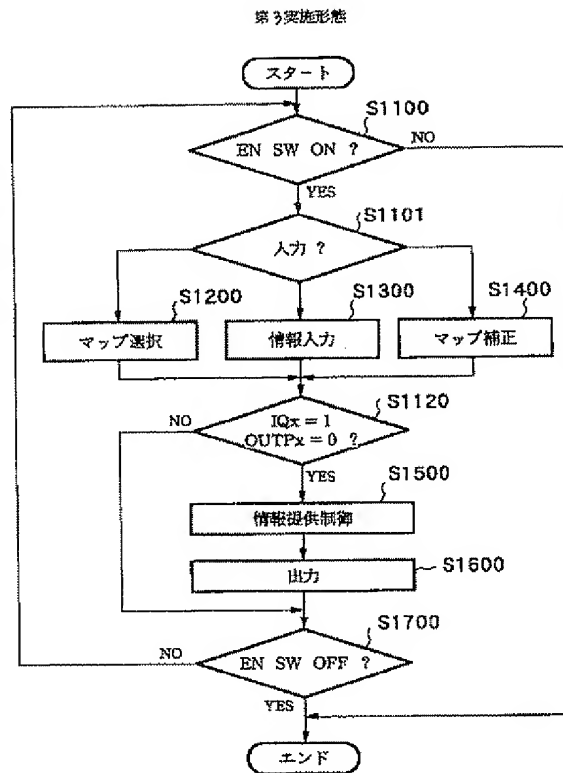 第3実施形態
スタート
S1100
EN SW ON ?
NO
YES
S1101
入力 ?
S1200
S1300
S1400
マップ選択
情報入力
マップ補正
S1120
NO
IQx = 1
OUTPx = 0 ?
YES
S1500
情報提供制御
S1600
出力
S1700
NO
EN SW OFF ?
YES
エンド